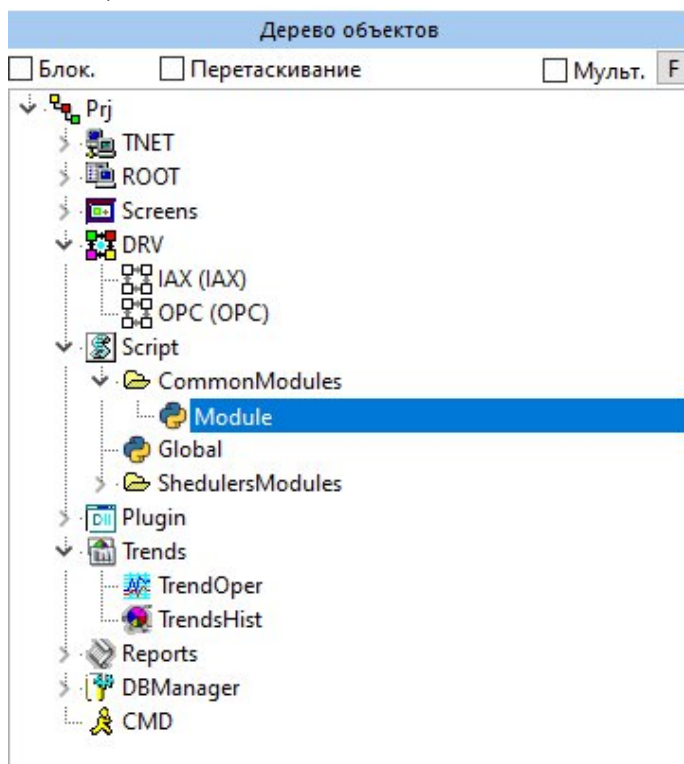 Дерево объектов
Блок. Перетаскивание Мульт. F
Prj
TNET
ROOT
Screens
DRV
IAX (IAX)
OPC (OPC)
Script
CommonModules
Module
Global
ShedulersModules
Plugin
Trends
TrendOper
TrendsHist
Reports
DBManager
CMD